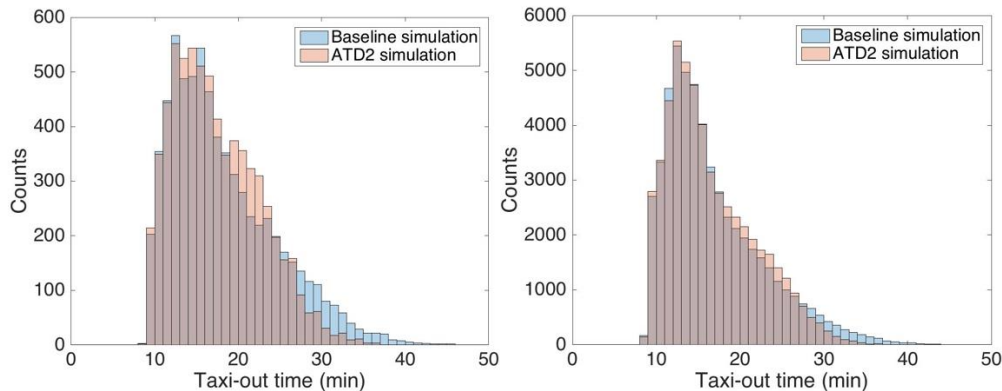 600
500
400
300
200
100
0
Counts
0 10 20 30 40 50
Taxi-out time (min)
Baseline simulation
ATD2 simulation
6000
5000
4000
3000
2000
1000
0
Counts
0 10 20 30 40 50
Taxi-out time (min)
Baseline simulation
ATD2 simulation